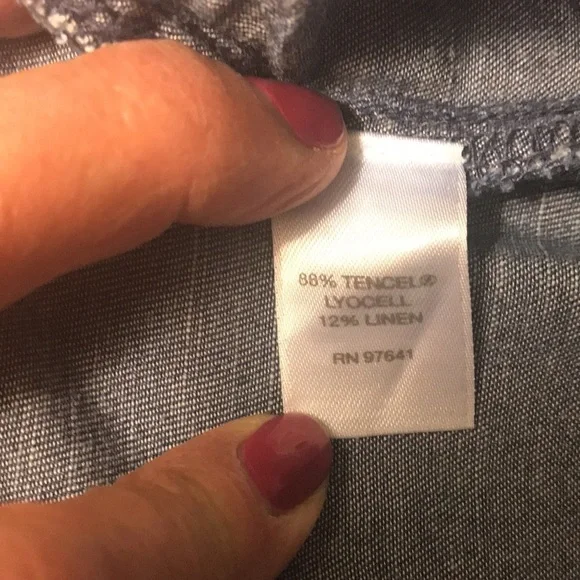 88% TENCEL®
LYOCELL
12% LINEN
RN 97641